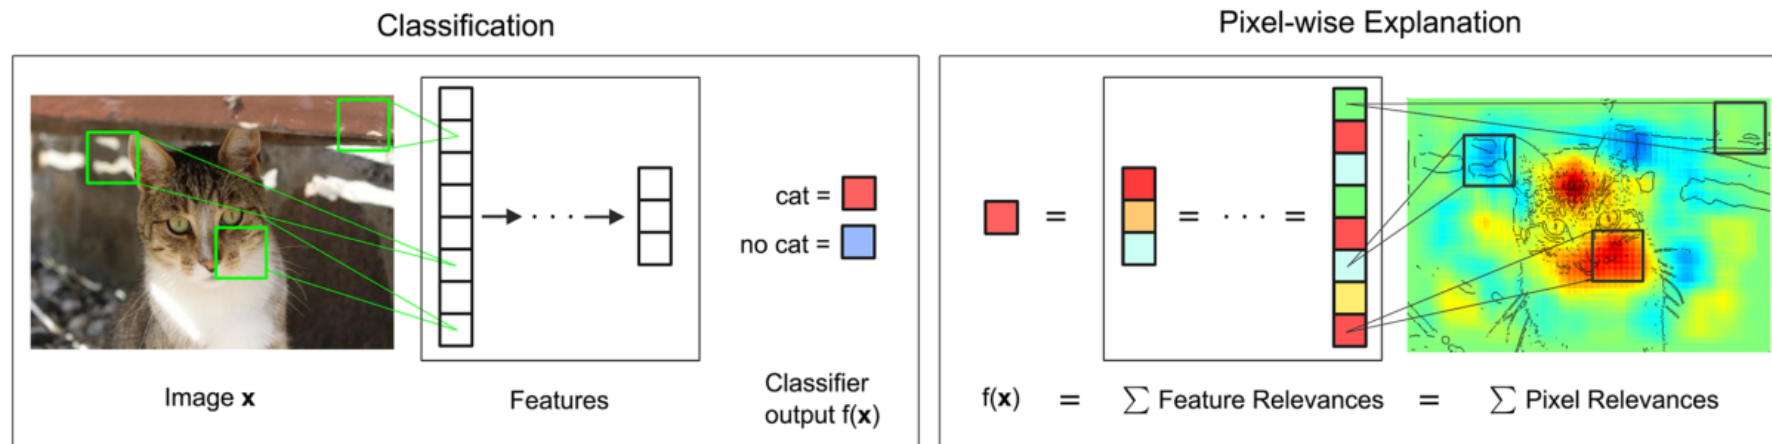 Classification
cat =
no cat =
Image x
Features
Classifier
output f(x)
Pixel-wise Explanation
= = · · · =
f(x) = ∑ Feature Relevances = ∑ Pixel Relevances